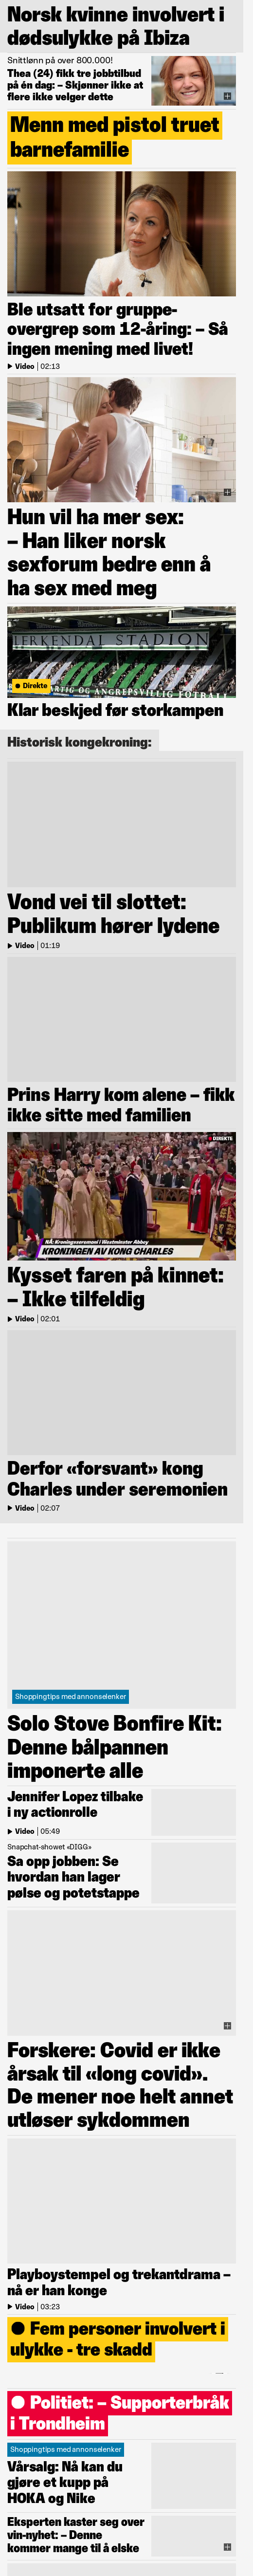 Norsk kvinne involvert i
dødsulykke på Ibiza
Snittlønn på over 800.000!
Thea (24) fikk tre jobbtilbud
på én dag: – Skjønner ikke at
flere ikke velger dette
Menn med pistol truet
barnefamilie
Ble utsatt for gruppe-
overgrep som 12-åring: – Så
ingen mening med livet!
Video | 02:13
Hun vil ha mer sex:
– Han liker norsk
sexforum bedre enn å
ha sex med meg
LERKENDAL STADION
Direkte
RTIG OG ANGREPSVILLIG FOTBALL
Klar beskjed før storkampen
Historisk kongekroning:
Vond vei til slottet:
Publikum hører lydene
Video | 01:19
Prins Harry kom alene – fikk
ikke sitte med familien
DIREKTE
NÅ: Kroningsseremoni i Westminster Abbey
KRONINGEN AV KONG CHARLES
Kysset faren på kinnet:
– Ikke tilfeldig
Video | 02:01
Derfor «forsvant» kong
Charles under seremonien
Video | 02:07
Shoppingtips med annonselenker
Solo Stove Bonfire Kit:
Denne bålpannen
imponerte alle
Jennifer Lopez tilbake
i ny actionrolle
Video | 05:49
Snapchat-showet «DIGG»
Sa opp jobben: Se
hvordan han lager
pølse og potetstappe
Forskere: Covid er ikke
årsak til «long covid».
De mener noe helt annet
utløser sykdommen
Playboystempel og trekantdrama –
nå er han konge
Video | 03:23
Fem personer involvert i
ulykke - tre skadd
Politiet: – Supporterbråk
i Trondheim
Shoppingtips med annonselenker
Vårsalg: Nå kan du
gjøre et kupp på
HOKA og Nike
Eksperten kaster seg over
vin-nyhet: – Denne
kommer mange til å elske